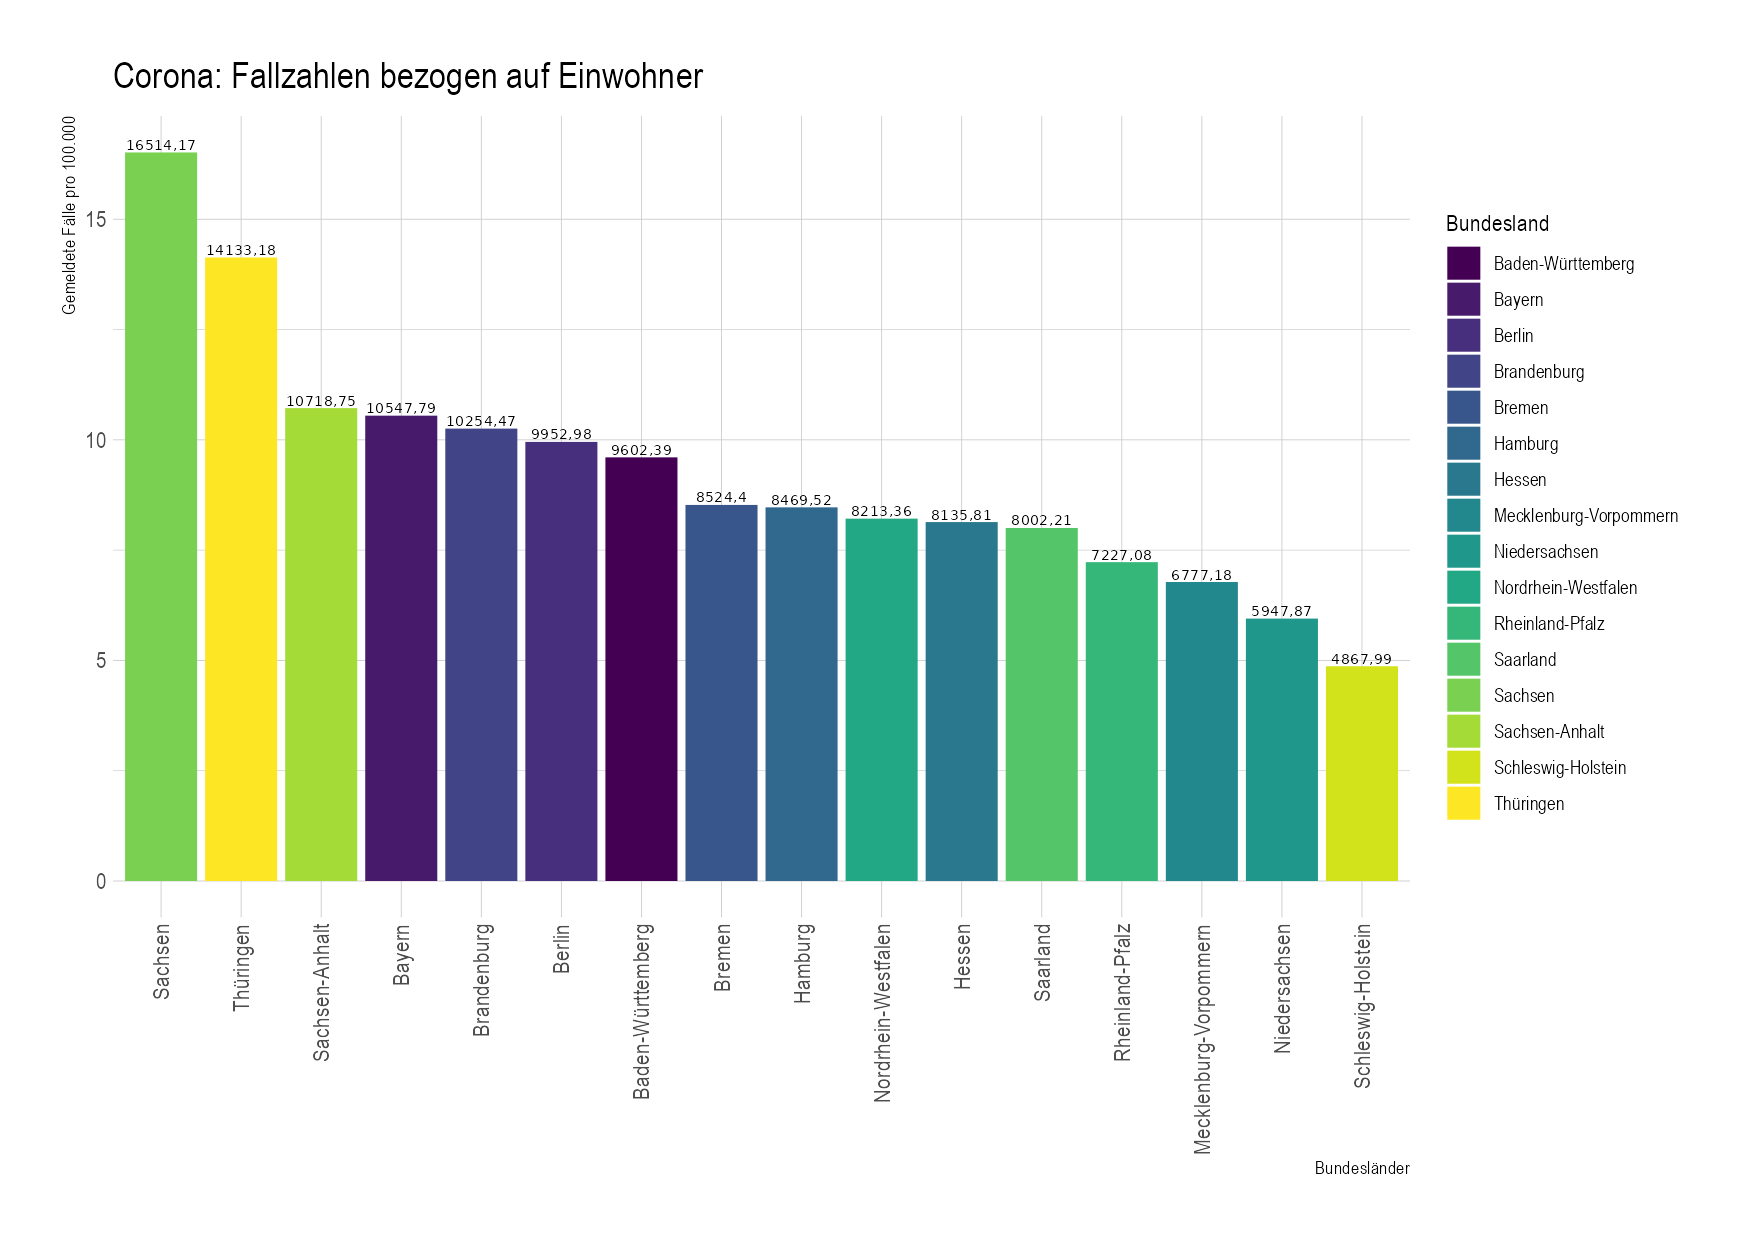 Corona: Fallzahlen bezogen auf Einwohner
Gemeldete Fälle pro 100.000
15
10
5
0
16514,17
14133,18
10718,75
10547,79
10254,47
9952,98
9602,39
8524,4
8469,52
8213,36
8135,81
8002,21
7227,08
6777,18
5947,87
4867,99
Sachsen
Thüringen
Sachsen-Anhalt
Bayern
Brandenburg
Berlin
Baden-Württemberg
Bremen
Hamburg
Nordrhein-Westfalen
Hessen
Saarland
Rheinland-Pfalz
Mecklenburg-Vorpommern
Niedersachsen
Schleswig-Holstein
Bundesländer
Bundesland
Baden-Württemberg
Bayern
Berlin
Brandenburg
Bremen
Hamburg
Hessen
Mecklenburg-Vorpommern
Niedersachsen
Nordrhein-Westfalen
Rheinland-Pfalz
Saarland
Sachsen
Sachsen-Anhalt
Schleswig-Holstein
Thüringen